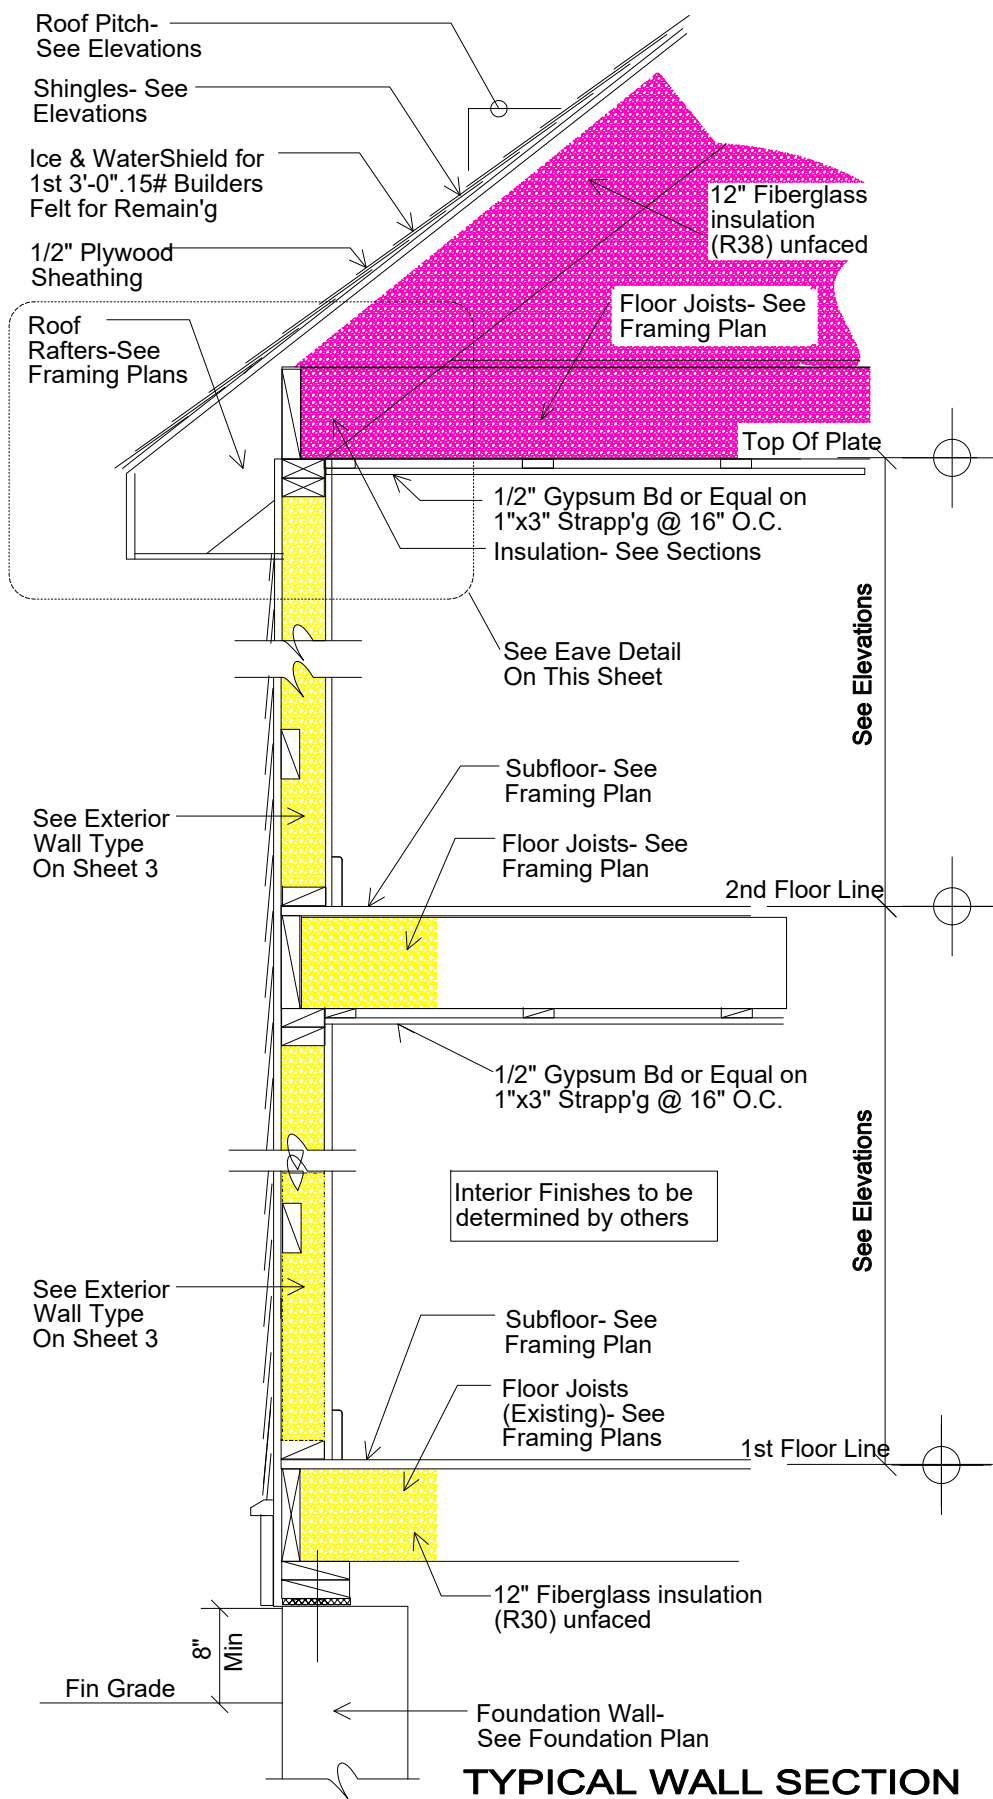 Roof Pitch-
See Elevations
Shingles- See
Elevations
Ice & WaterShield for
1st 3'-0".15# Builders
Felt for Remain'g
1/2" Plywood
Sheathing
Roof
Rafters-See
Framing Plans
12" Fiberglass
insulation
(R38) unfaced
Floor Joists- See
Framing Plan
Top Of Plate
1/2" Gypsum Bd or Equal on
1"x3" Strapp'g @ 16" O.C.
Insulation- See Sections
See Eave Detail
On This Sheet
See Elevations
Subfloor- See
Framing Plan
See Exterior
Wall Type
On Sheet 3
Floor Joists- See
Framing Plan
2nd Floor Line
1/2" Gypsum Bd or Equal on
1"x3" Strapp'g @ 16" O.C.
See Elevations
Interior Finishes to be
determined by others
See Exterior
Wall Type
On Sheet 3
Subfloor- See
Framing Plan
Floor Joists
(Existing)- See
Framing Plans
1st Floor Line
12" Fiberglass insulation
(R30) unfaced
8"
Min
Fin Grade
Foundation Wall-
See Foundation Plan
TYPICAL WALL SECTION